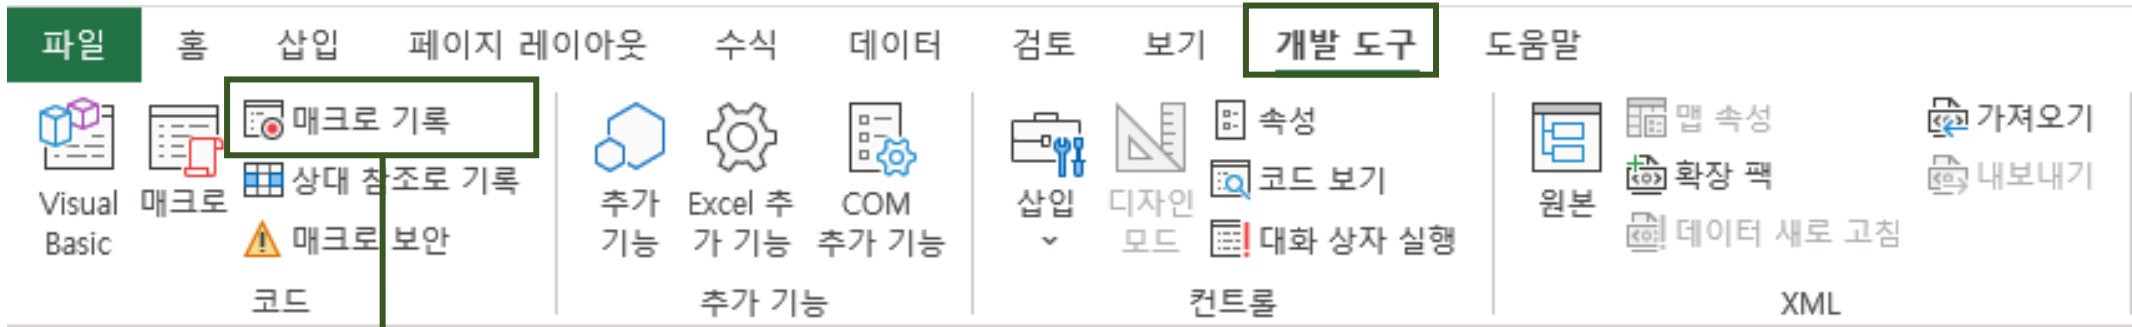 파일 홈 삽입 페이지 레이아웃 수식 데이터 검토 보기 개발 도구 도움말
Visual
Basic
매크로
매크로 기록
상대 참조로 기록
매크로 보안
코드
추가
기능
Excel 추
가 기능
COM
추가 기능
추가 기능
삽입
디자인
모드
속성
코드 보기
대화 상자 실행
컨트롤
원본
맵 속성
확장 팩
데이터 새로 고침
가져오기
내보내기
XML